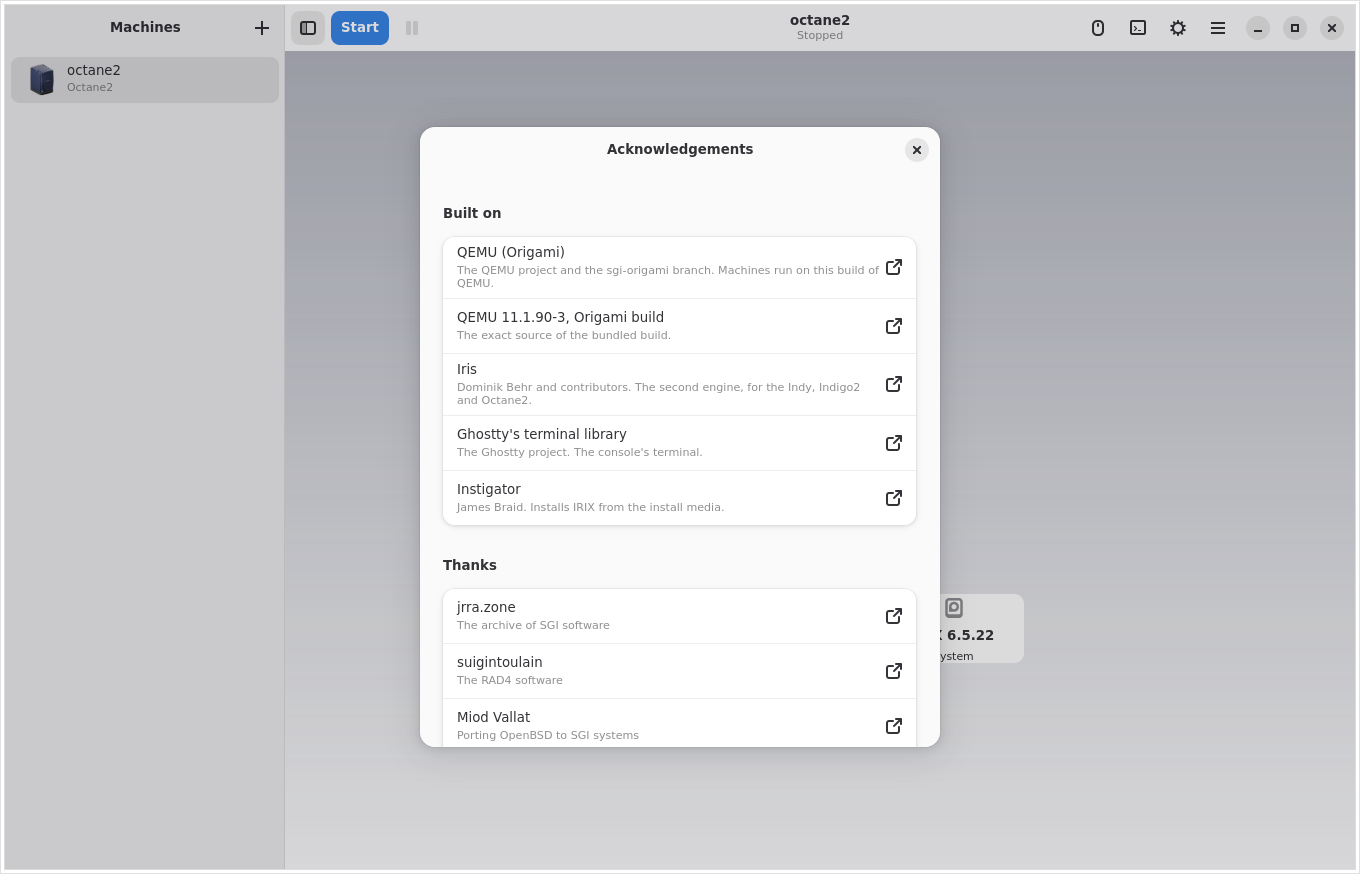 Machines
Start
octane2
Stopped
octane2
Octane2
Acknowledgements
Built on
QEMU (Origami)
The QEMU project and the sgi-origami branch. Machines run on this build of
QEMU.
QEMU 11.1.90-3, Origami build
The exact source of the bundled build.
Iris
Dominik Behr and contributors. The second engine, for the Indy, Indigo2
and Octane2.
Ghostty's terminal library
The Ghostty project. The console's terminal.
Instigator
James Braid. Installs IRIX from the install media.
Thanks
jrra.zone
The archive of SGI software
suigintoulain
The RAD4 software
Miod Vallat
Porting OpenBSD to SGI systems
6.5.22
ystem